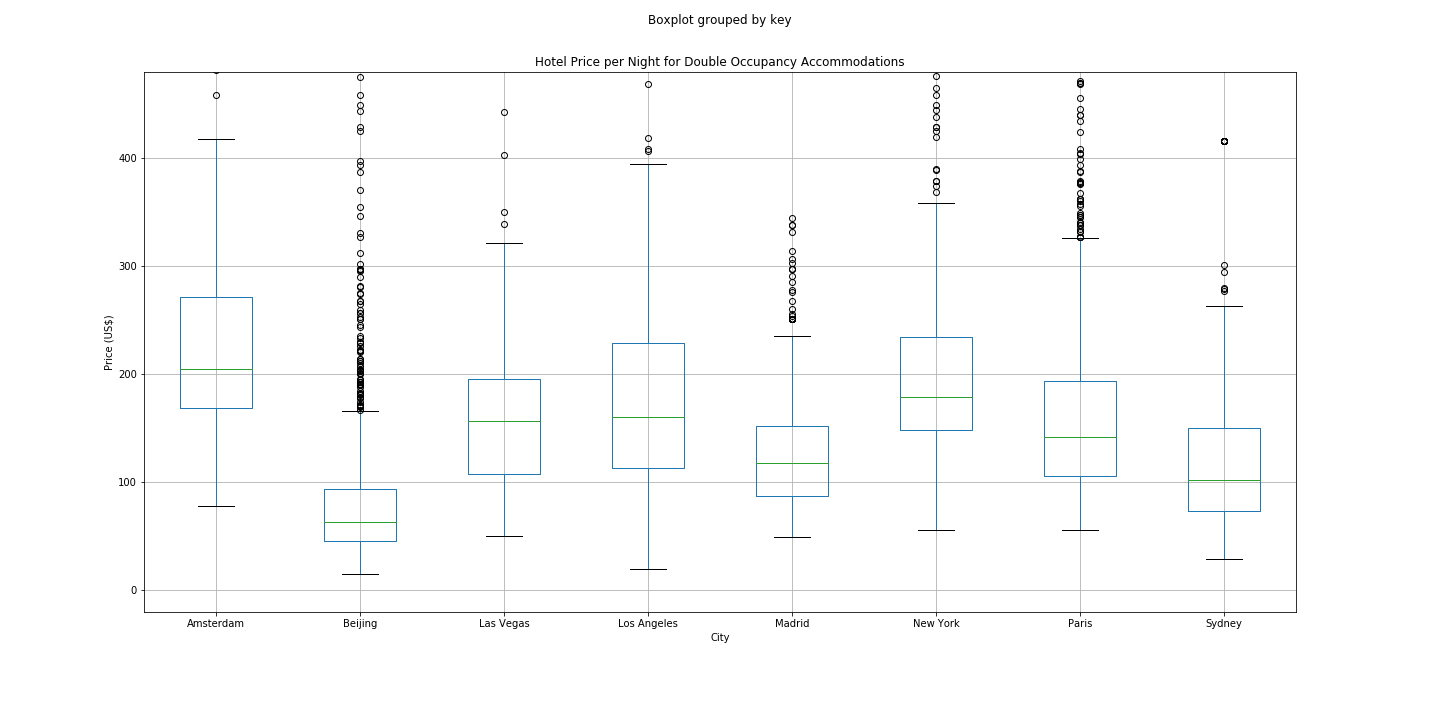 Boxplot grouped by key
Hotel Price per Night for Double Occupancy Accommodations
Price (US$)
400
300
200
100
0
Amsterdam Beijing Las Vegas Los Angeles Madrid New York Paris Sydney
City